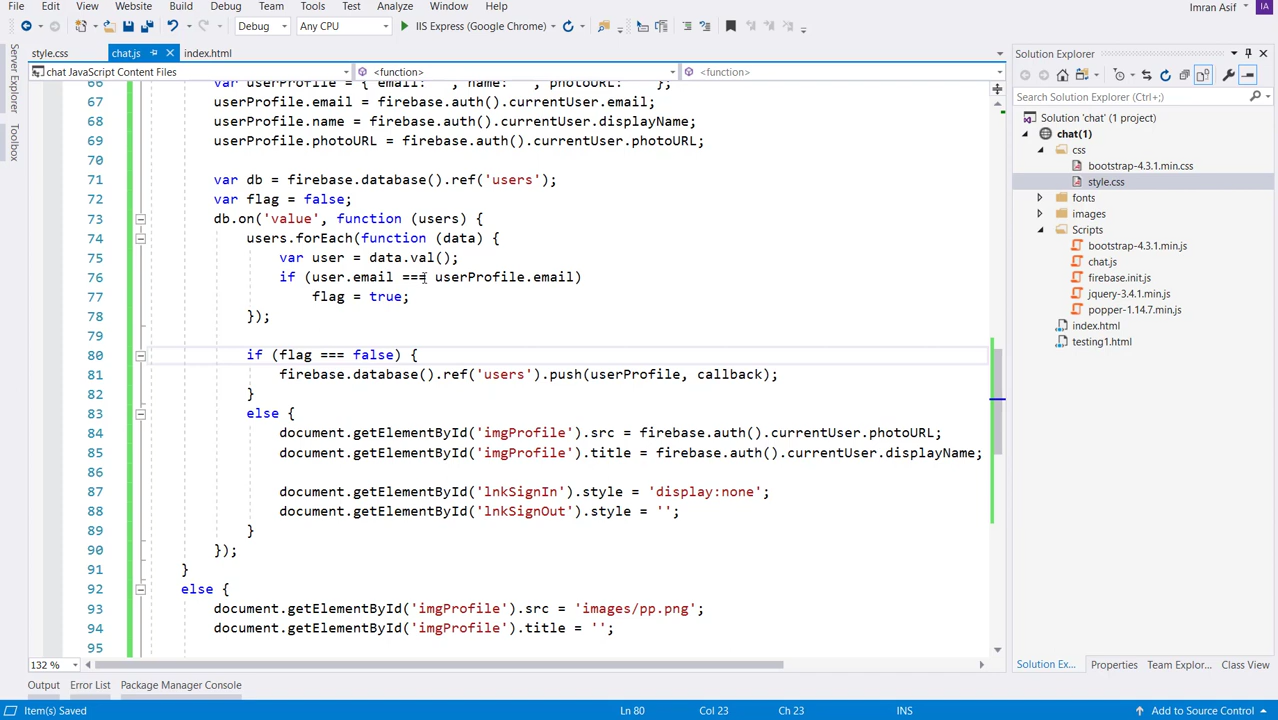 File Edit View Website Build Debug Team Tools Test Analyze Window Help Imran Asif IA
Debug Any CPU IIS Express (Google Chrome)
style.css chat.js index.html
chat JavaScript Content Files <function> <function>
Server Explorer
Toolbox
66 var userProfile = { email: '', name: '', photoURL: '' };
67 userProfile.email = firebase.auth().currentUser.email;
68 userProfile.name = firebase.auth().currentUser.displayName;
69 userProfile.photoURL = firebase.auth().currentUser.photoURL;
70
71 var db = firebase.database().ref('users');
72 var flag = false;
73 db.on('value', function (users) {
74 users.forEach(function (data) {
75 var user = data.val();
76 if (user.email === userProfile.email)
77 flag = true;
78 });
79
80 if (flag === false) {
81 firebase.database().ref('users').push(userProfile, callback);
82 }
83 else {
84 document.getElementById('imgProfile').src = firebase.auth().currentUser.photoURL;
85 document.getElementById('imgProfile').title = firebase.auth().currentUser.displayName;
86
87 document.getElementById('lnkSignIn').style = 'display:none';
88 document.getElementById('lnkSignOut').style = '';
89 }
90 });
91 }
92 else {
93 document.getElementById('imgProfile').src = 'images/pp.png';
94 document.getElementById('imgProfile').title = '';
95
132 %
Output Error List Package Manager Console
Item(s) Saved Ln 80 Col 23 Ch 23 INS Add to Source Control
Solution Explorer
Search Solution Explorer (Ctrl+;)
Solution 'chat' (1 project)
chat(1)
css
bootstrap-4.3.1.min.css
style.css
fonts
images
Scripts
bootstrap-4.3.1.min.js
chat.js
firebase.init.js
jquery-3.4.1.min.js
popper-1.14.7.min.js
index.html
testing1.html
Solution Ex... Properties Team Explor... Class View